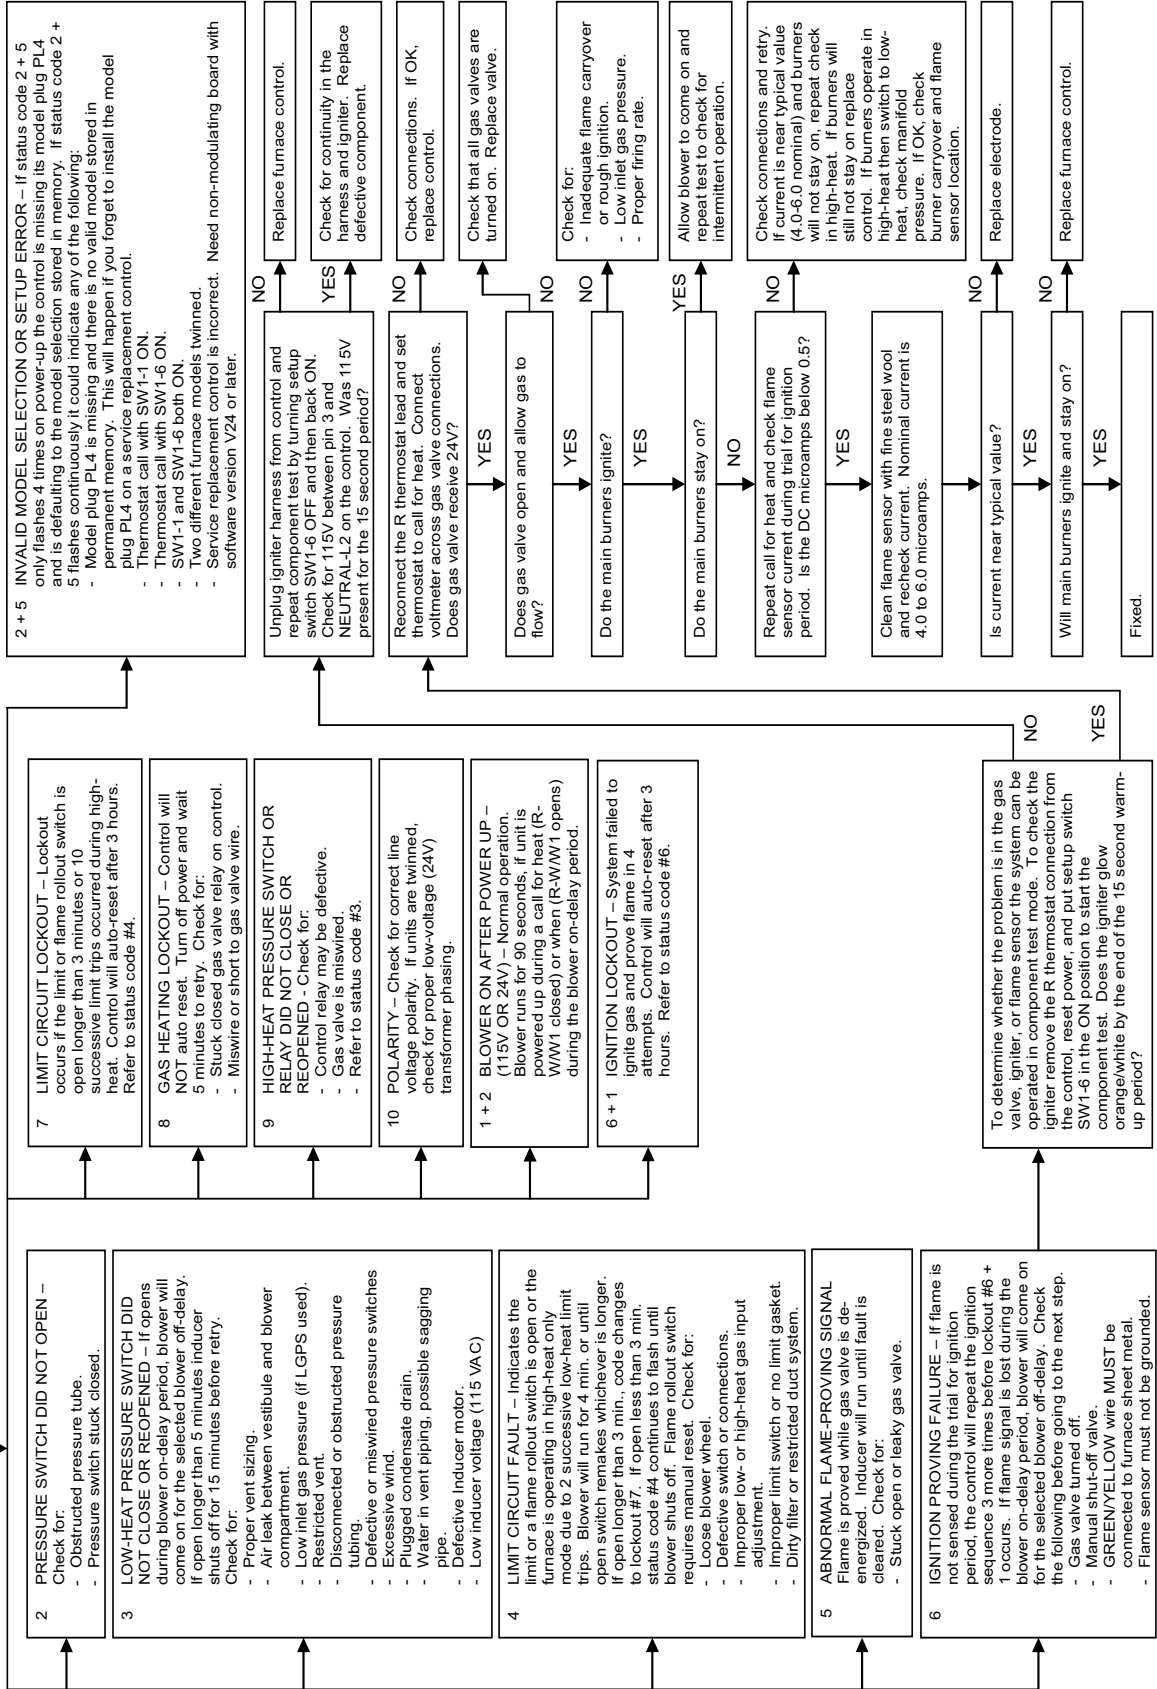 2 PRESSURE SWITCH DID NOT OPEN –
Check for:
- Obstructed pressure tube.
- Pressure switch stuck closed.
3 LOW-HEAT PRESSURE SWITCH DID
NOT CLOSE OR REOPENED – If opens
during blower on-delay period, blower will
come on for the selected blower off-delay.
If open longer than 5 minutes inducer
shuts off for 15 minutes before retry.
Check for:
- Proper vent sizing.
- Air leak between vestibule and blower
compartment.
- Low inlet gas pressure (if LGPS used).
- Restricted vent.
- Disconnected or obstructed pressure
tubing.
- Defective or miswired pressure switches
- Excessive wind.
- Plugged condensate drain.
- Water in vent piping, possible sagging
pipe.
- Defective Inducer motor.
- Low inducer voltage (115 VAC)
4 LIMIT CIRCUIT FAULT – Indicates the
limit or a flame rollout switch is open or the
furnace is operating in high-heat only
mode due to 2 successive low-heat limit
trips. Blower will run for 4 min. or until
open switch remakes whichever is longer.
If open longer than 3 min., code changes
to lockout #7. If open less than 3 min.
status code #4 continues to flash until
blower shuts off. Flame rollout switch
requires manual reset. Check for:
- Loose blower wheel.
- Defective switch or connections.
- Improper low- or high-heat gas input
adjustment.
- Improper limit switch or no limit gasket.
- Dirty filter or restricted duct system.
5 ABNORMAL FLAME-PROVING SIGNAL
Flame is proved while gas valve is de-
energized. Inducer will run until fault is
cleared. Check for:
- Stuck open or leaky gas valve.
6 IGNITION PROVING FAILURE – If flame is
not sensed during the trial for ignition
period, the control will repeat the ignition
sequence 3 more times before lockout #6 +
1 occurs. If flame signal is lost during the
blower on-delay period, blower will come on
for the selected blower off-delay. Check
the following before going to the next step.
- Gas valve turned off.
- Manual shut-off valve.
- GREEN/YELLOW wire MUST be
connected to furnace sheet metal.
- Flame sensor must not be grounded.
7 LIMIT CIRCUIT LOCKOUT – Lockout
occurs if the limit or flame rollout switch is
open longer than 3 minutes or 10
successive limit trips occurred during high-
heat. Control will auto-reset after 3 hours.
Refer to status code #4.
8 GAS HEATING LOCKOUT – Control will
NOT auto reset. Turn off power and wait
5 minutes to retry. Check for:
- Stuck closed gas valve relay on control.
- Miswire or short to gas valve wire.
9 HIGH-HEAT PRESSURE SWITCH OR
RELAY DID NOT CLOSE OR
REOPENED - Check for:
- Control relay may be defective.
- Gas valve is miswired.
- Refer to status code #3.
10 POLARITY – Check for correct line
voltage polarity. If units are twinned,
check for proper low-voltage (24V)
transformer phasing.
1 + 2 BLOWER ON AFTER POWER UP –
(115V OR 24V) – Normal operation.
Blower runs for 90 seconds, if unit is
powered up during a call for heat (R-
W/W1 closed) or when (R-W/W1 opens)
during the blower on-delay period.
6 + 1 IGNITION LOCKOUT – System failed to
ignite gas and prove flame in 4
attempts. Control will auto-reset after 3
hours. Refer to status code #6.
To determine whether the problem is in the gas
valve, igniter, or flame sensor the system can be
operated in component test mode. To check the
igniter remove the R thermostat connection from
the control, reset power, and put setup switch
SW1-6 in the ON position to start the
component test. Does the igniter glow
orange/white by the end of the 15 second warm-
up period?
NO
YES
2 + 5 INVALID MODEL SELECTION OR SETUP ERROR – If status code 2 + 5
only flashes 4 times on power-up the control is missing its model plug PL4
and is defaulting to the model selection stored in memory. If status code 2 +
5 flashes continuously it could indicate any of the following:
- Model plug PL4 is missing and there is no valid model stored in
permanent memory. This will happen if you forget to install the model
plug PL4 on a service replacement control.
- Thermostat call with SW1-1 ON.
- Thermostat call with SW1-6 ON.
- SW1-1 and SW1-6 both ON.
- Two different furnace models twinned.
- Service replacement control is incorrect. Need non-modulating board with
software version V24 or later.
Unplug igniter harness from control and
repeat component test by turning setup
switch SW1-6 OFF and then back ON.
Check for 115V between pin 3 and
NEUTRAL-L2 on the control. Was 115V
present for the 15 second period?
NO
Replace furnace control.
YES
Check for continuity in the
harness and igniter. Replace
defective component.
Reconnect the R thermostat lead and set
thermostat to call for heat. Connect
voltmeter across gas valve connections.
Does gas valve receive 24V?
NO
Check connections. If OK,
replace control.
YES
Does gas valve open and allow gas to
flow?
NO
Check that all gas valves are
turned on. Replace valve.
YES
Do the main burners ignite?
NO
Check for:
- Inadequate flame carryover
or rough ignition.
- Low inlet gas pressure.
- Proper firing rate.
YES
Do the main burners stay on?
YES
Allow blower to come on and
repeat test to check for
intermittent operation.
NO
Repeat call for heat and check flame
sensor current during trial for ignition
period. Is the DC microamps below 0.5?
NO
Check connections and retry.
If current is near typical value
(4.0-6.0 nominal) and burners
will not stay on, repeat check
in high-heat. If burners will
still not stay on replace
control. If burners operate in
high-heat then switch to low-
heat, check manifold
pressure. If OK, check
burner carryover and flame
sensor location.
YES
Clean flame sensor with fine steel wool
and recheck current. Nominal current is
4.0 to 6.0 microamps.
Is current near typical value?
NO
Replace electrode.
YES
Will main burners ignite and stay on?
NO
Replace furnace control.
YES
Fixed.